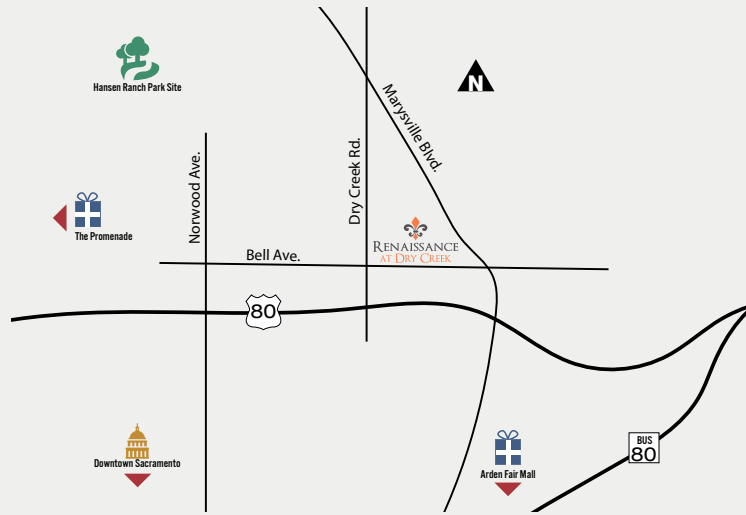 Hansen Ranch Park Site
N
Marysville Blvd.
Dry Creek Rd.
Norwood Ave.
The Promenade
RENAISSANCE
AT DRY CREEK
Bell Ave.
80
Downtown Sacramento
Arden Fair Mall
BUS
80